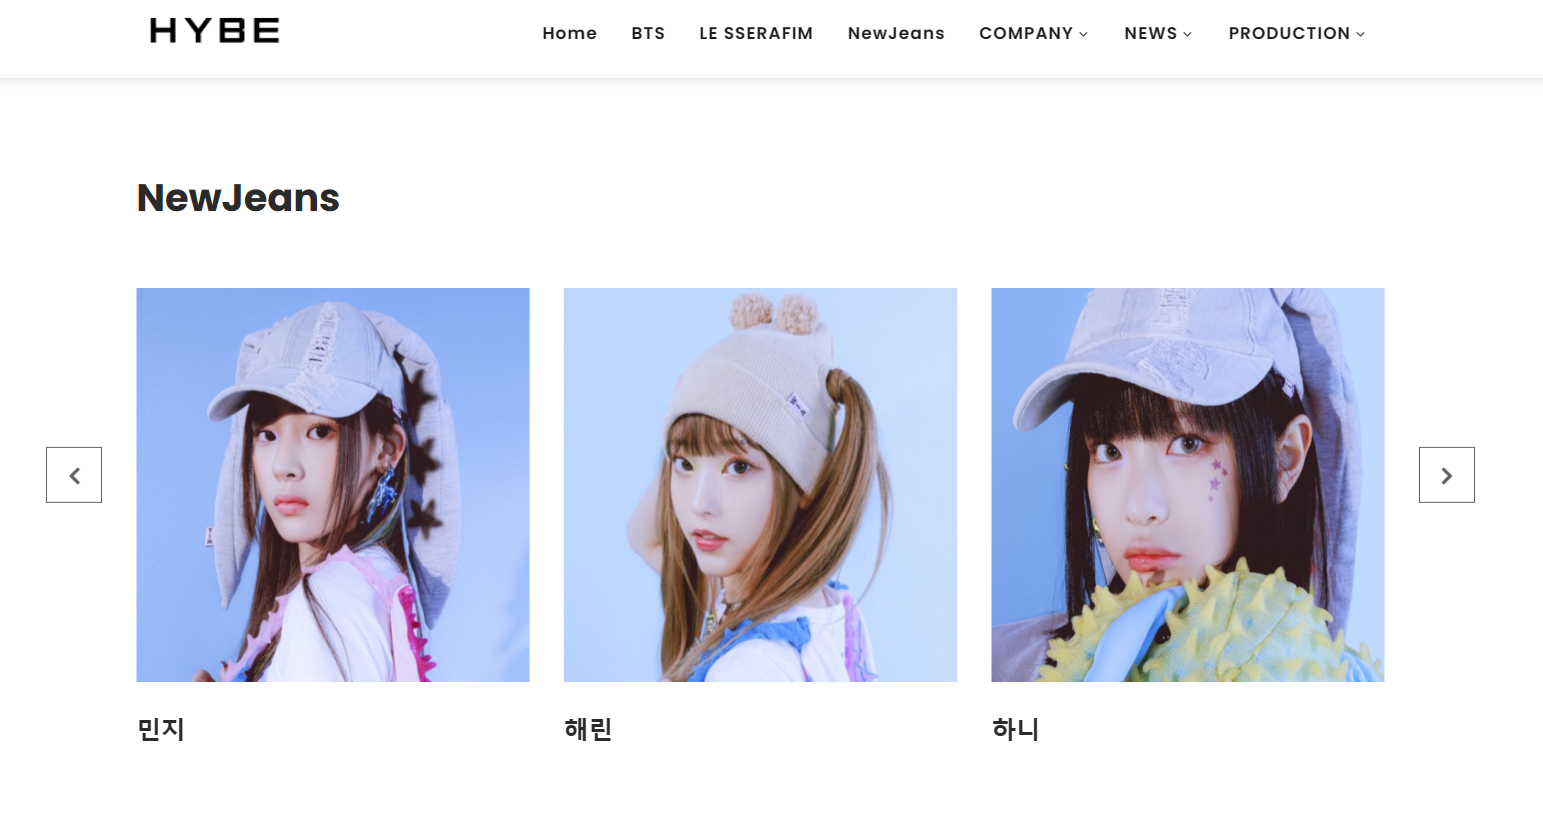 HYBE
Home BTS LE SSERAFIM NewJeans COMPANY NEWS PRODUCTION
NewJeans
민지 해린 하니